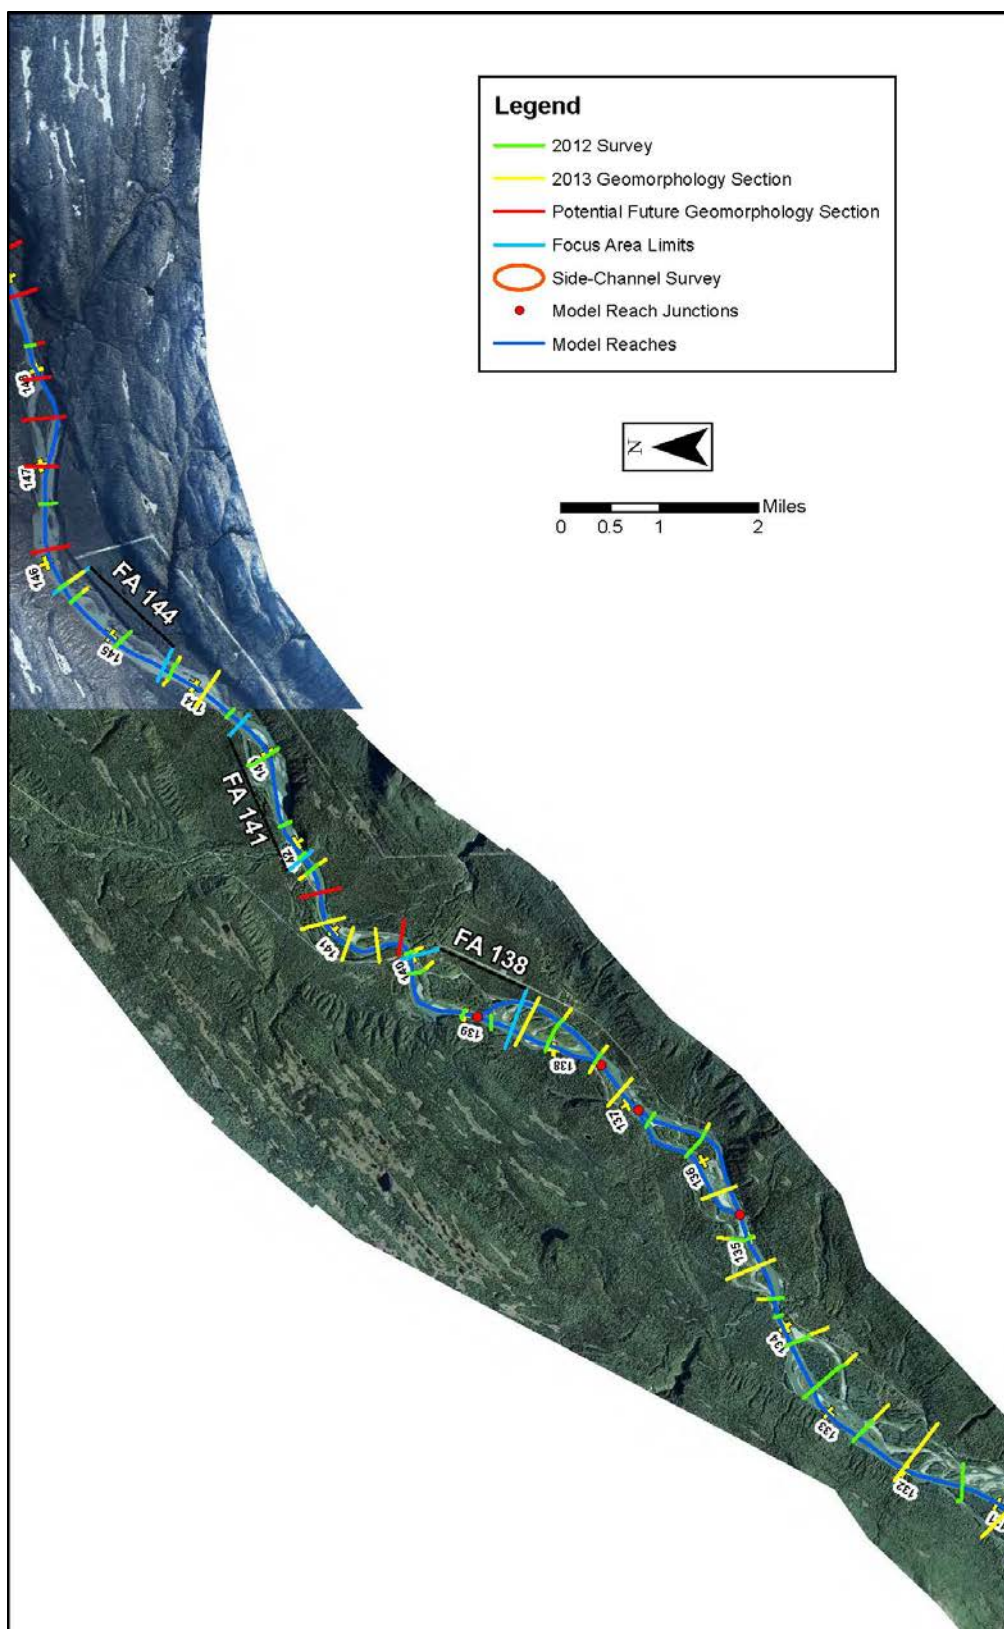 Legend
2012 Survey
2013 Geomorphology Section
Potential Future Geomorphology Section
Focus Area Limits
Side-Channel Survey
Model Reach Junctions
Model Reaches
N
Miles
0 0.5 1 2
148
147
146
FA 144
145
144
143
FA 141
142
141
140
FA 138
139
138
137
136
135
134
133
132